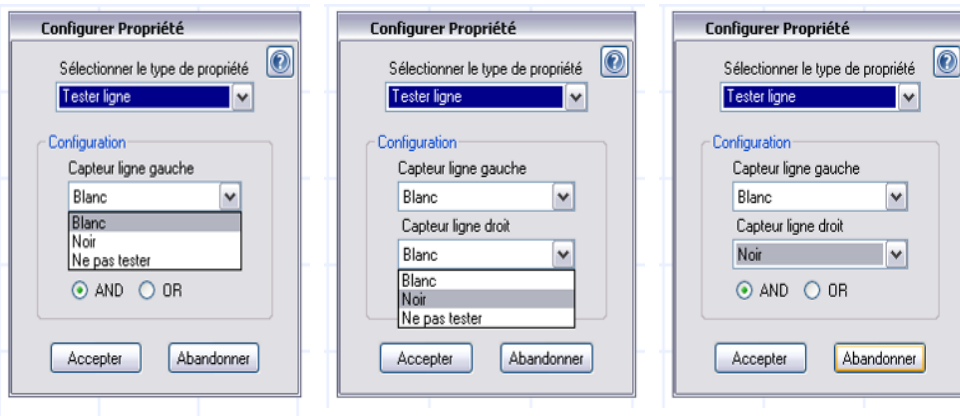 Configurer Propriété
Sélectionner le type de propriété
Tester ligne
Configuration
Capteur ligne gauche
Blanc
Blanc
Noir
Ne pas tester
AND OR
Accepter Abandonner
Configurer Propriété
Sélectionner le type de propriété
Tester ligne
Configuration
Capteur ligne gauche
Blanc
Capteur ligne droit
Blanc
Blanc
Noir
Ne pas tester
Accepter Abandonner
Configurer Propriété
Sélectionner le type de propriété
Tester ligne
Configuration
Capteur ligne gauche
Blanc
Capteur ligne droit
Noir
AND OR
Accepter Abandonner